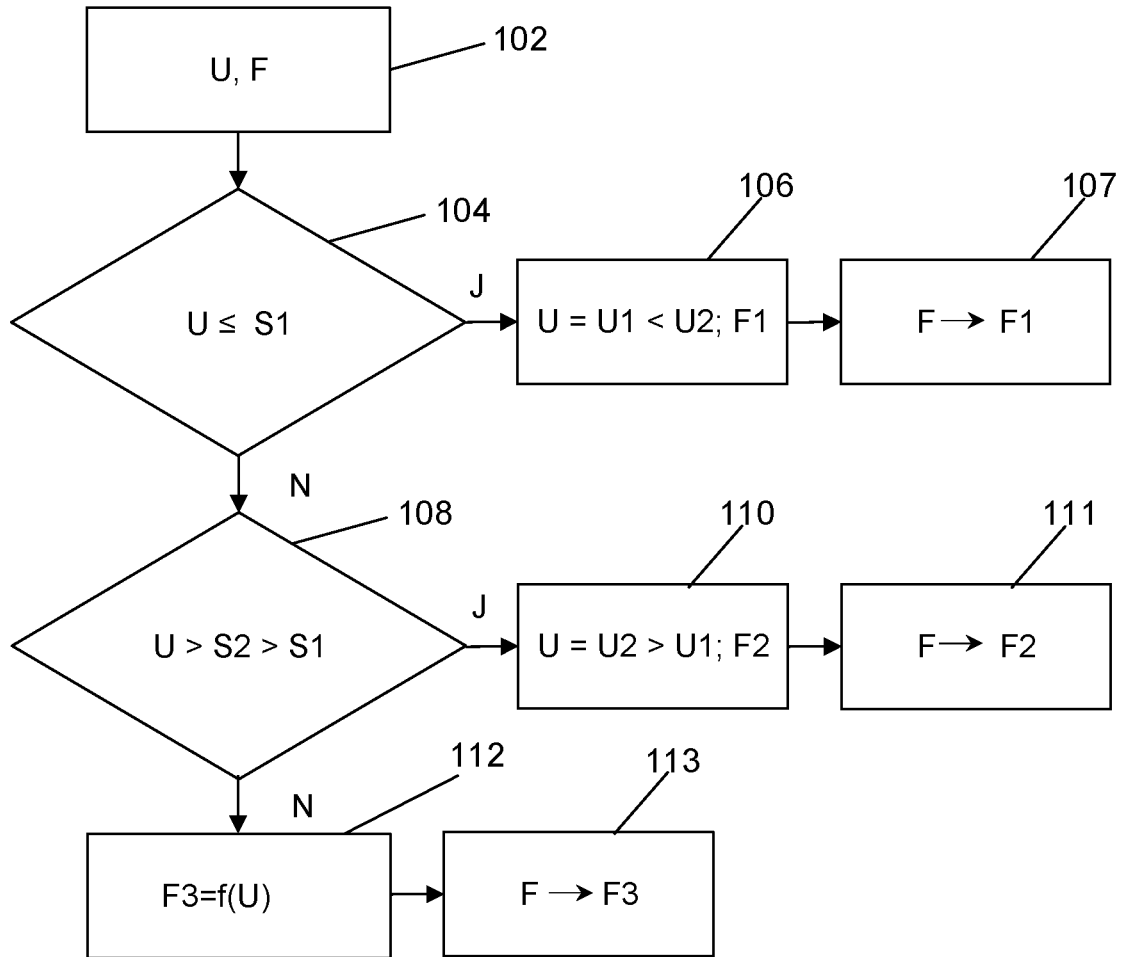 102
U, F
104
106
107
J
U ≤ S1
U = U1 < U2; F1
F → F1
N
108
110
111
J
U > S2 > S1
U = U2 > U1; F2
F → F2
112
113
N
F3=f(U)
F → F3